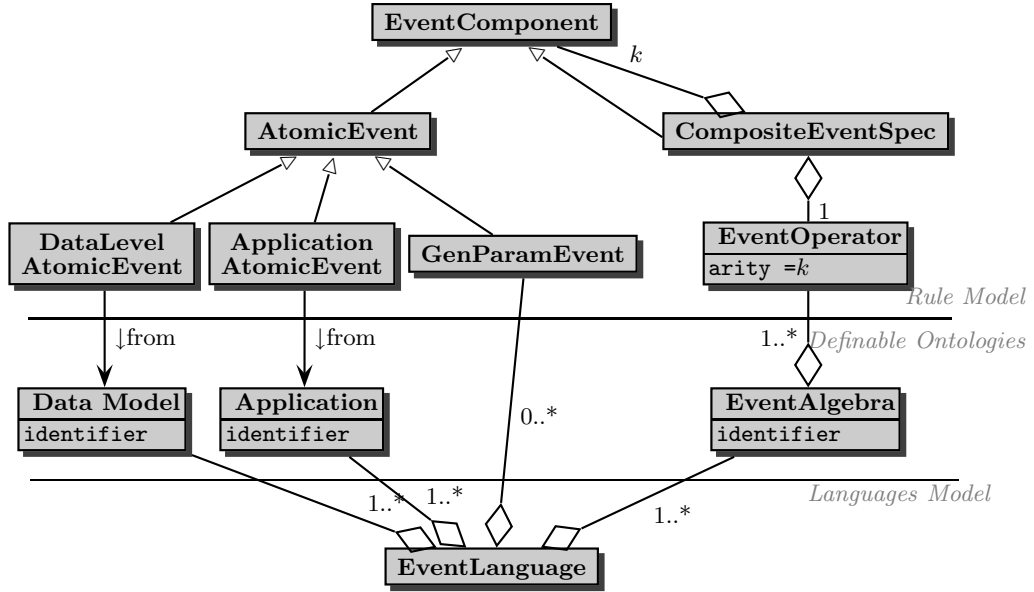 EventComponent
k
AtomicEvent
CompositeEventSpec
1
DataLevel
AtomicEvent
Application
AtomicEvent
GenParamEvent
EventOperator
arity =k
Rule Model
↓from
↓from
1..*
Definable Ontologies
Data Model
identifier
Application
identifier
0..*
EventAlgebra
identifier
Languages Model
1..*
1..*
1..*
EventLanguage